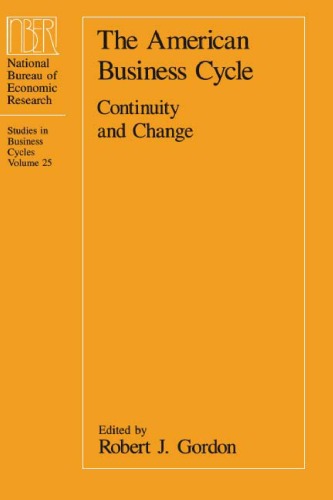 NBER
National
Bureau of
Economic
Research
Studies in
Business
Cycles
Volume 25
The American
Business Cycle
Continuity
and Change
Edited by
Robert J. Gordon